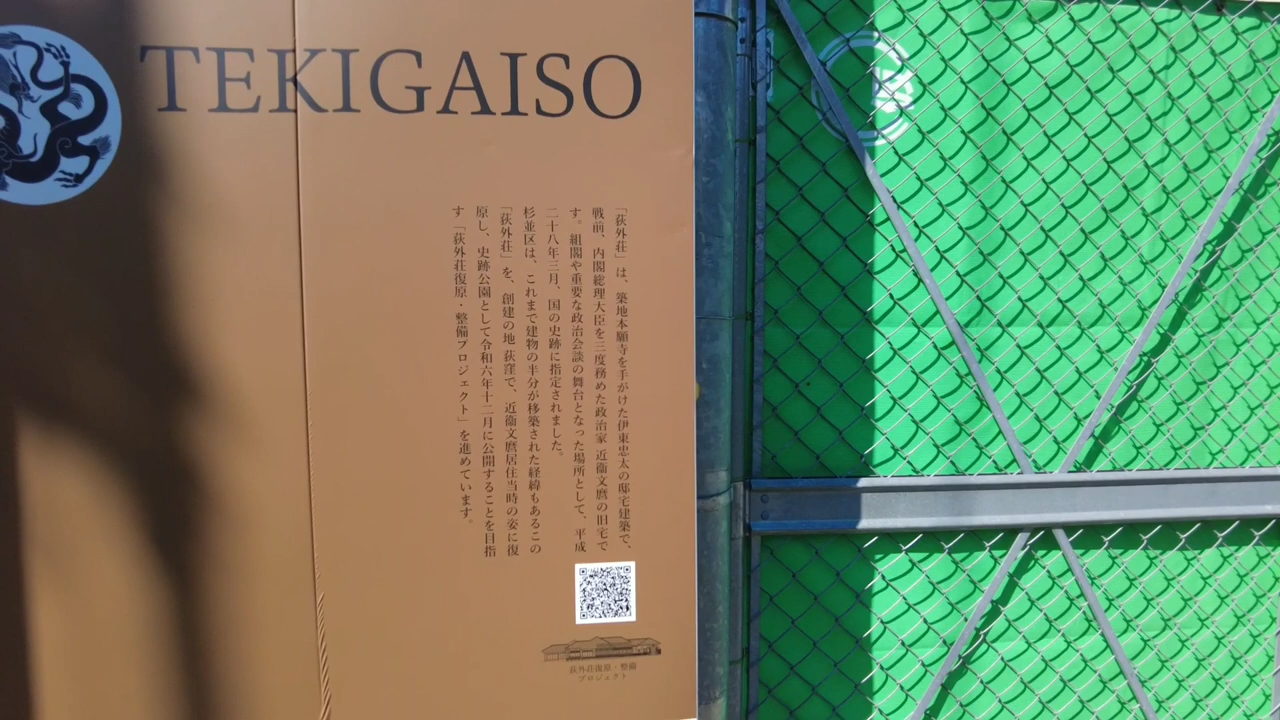 TEKIGAISO
「荻外荘」は、築地本願寺を手がけた伊東忠太の邸宅建築で、
戦前、内閣総理大臣を三度務めた政治家 近衞文麿の旧宅で
す。組閣や重要な政治会談の舞台となった場所として、平成
二十八年三月、国の史跡に指定されました。
杉並区は、これまで建物の半分が移築された経緯もあるこの
「荻外荘」を、創建の地 荻窪で、近衞文麿居住当時の姿に復
原し、史跡公園として令和六年十二月に公開することを目指
す「荻外荘復原・整備プロジェクト」を進めています。
荻外荘復原・整備
プロジェクト